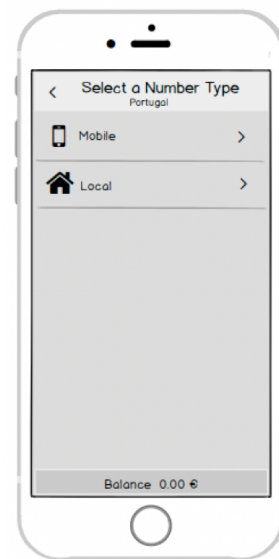 Select a Number Type
Portugal
Mobile
Local
Balance 0.00 €